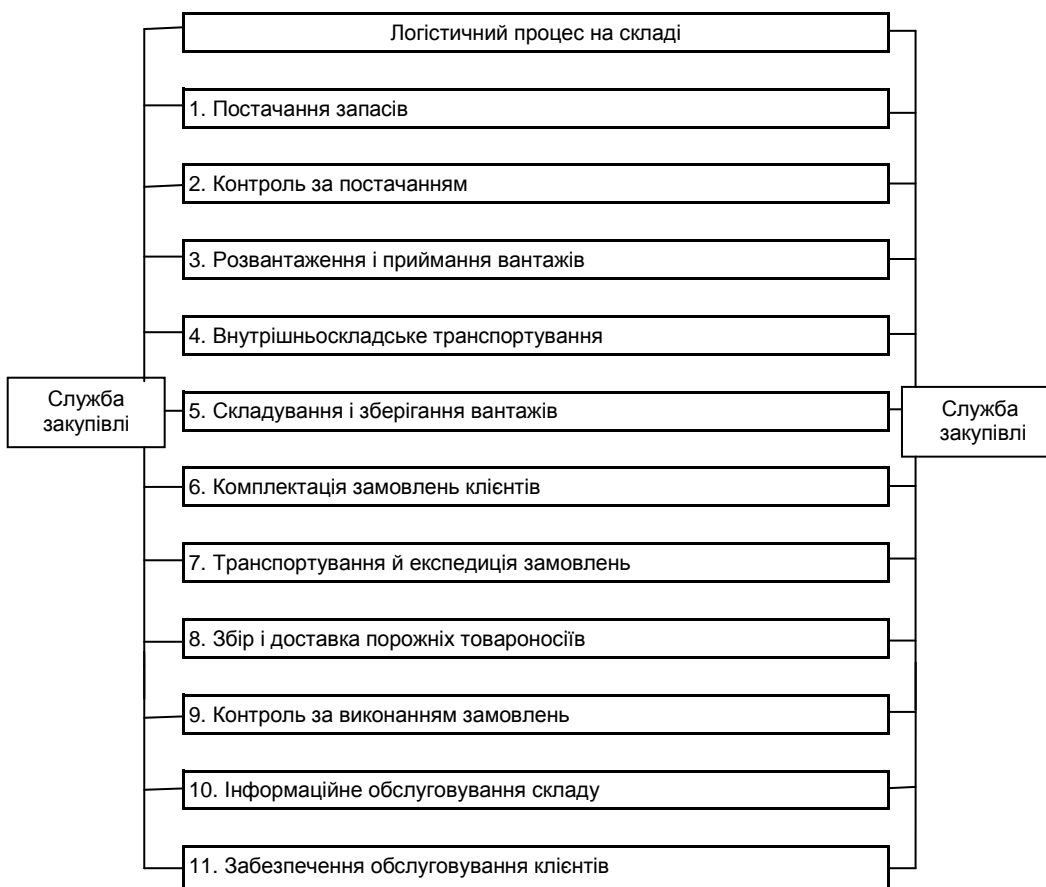 Логістичний процес на складі
1. Постачання запасів
2. Контроль за постачанням
3. Розвантаження і приймання вантажів
4. Внутрішньоскладське транспортування
Служба
закупівлі
5. Складування і зберігання вантажів
Служба
закупівлі
6. Комплектація замовлень клієнтів
7. Транспортування й експедиція замовлень
8. Збір і доставка порожніх товароносіїв
9. Контроль за виконанням замовлень
10. Інформаційне обслуговування складу
11. Забезпечення обслуговування клієнтів